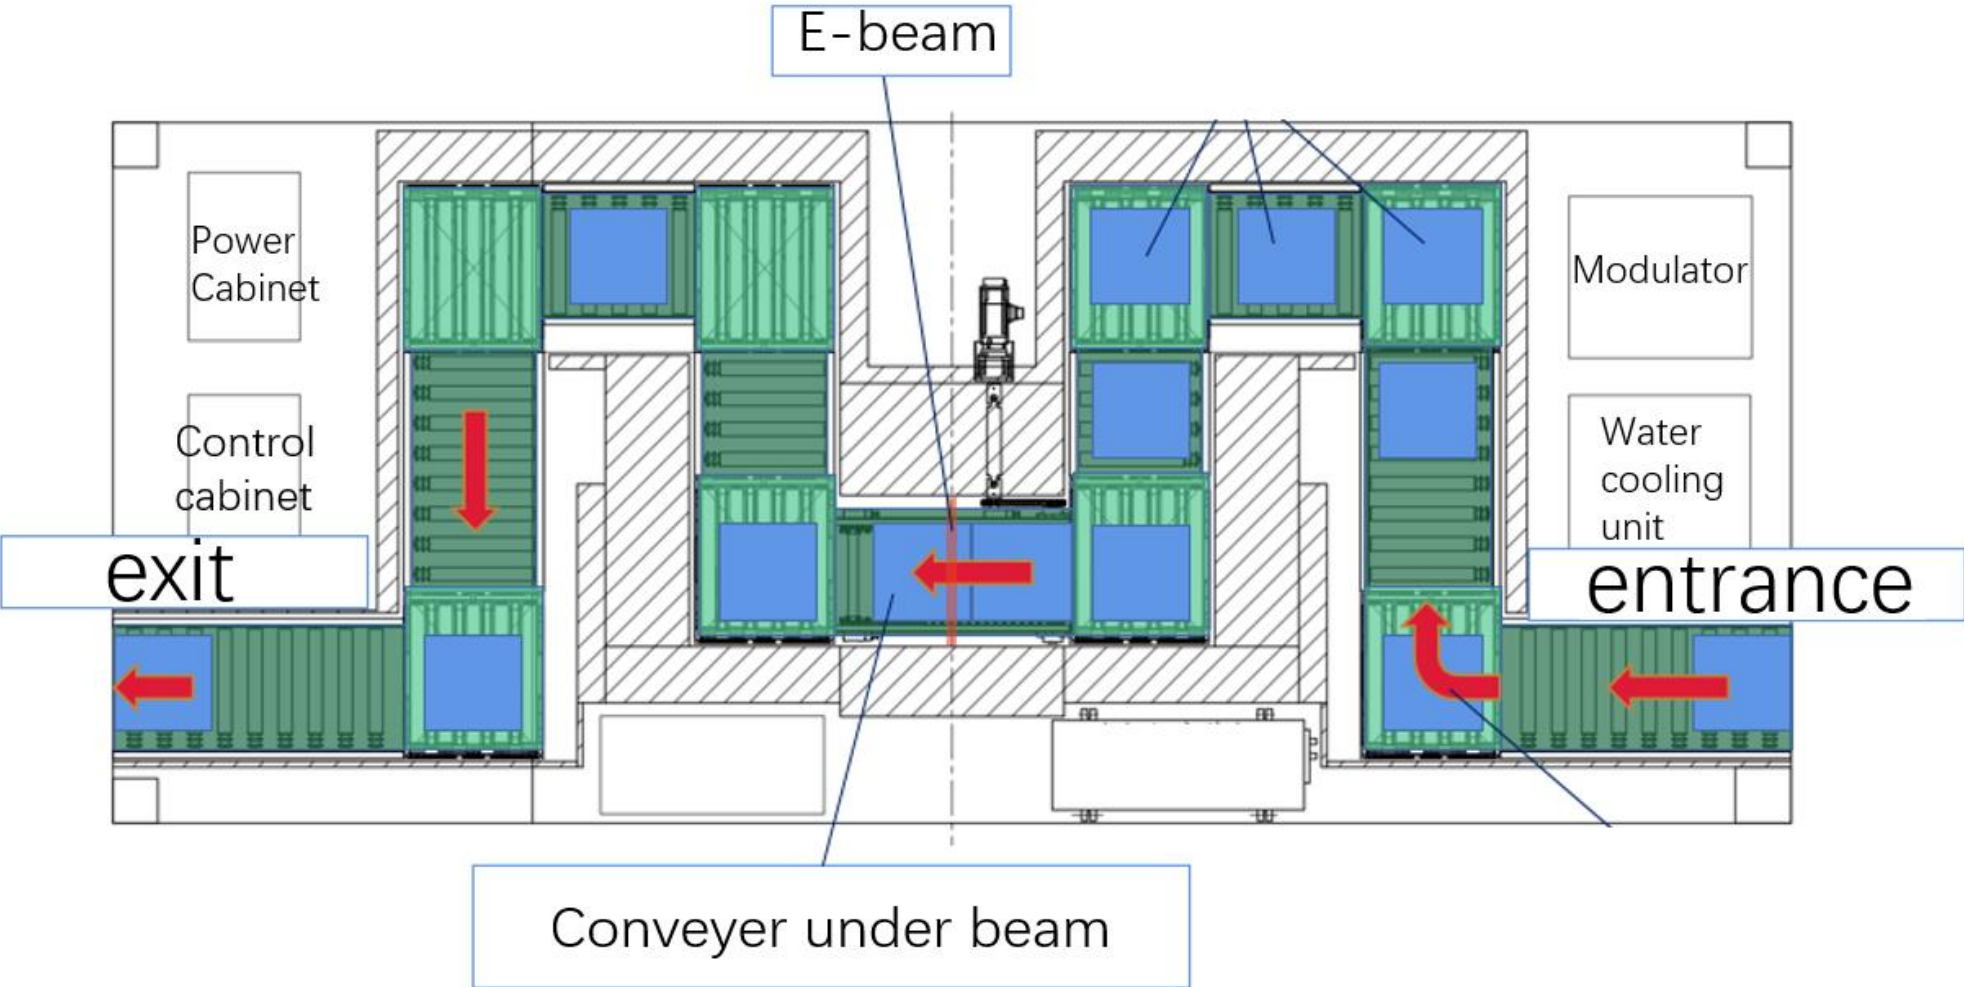 E-beam
Power
Cabinet
Modulator
Control
cabinet
Water
cooling
unit
exit
entrance
Conveyer under beam